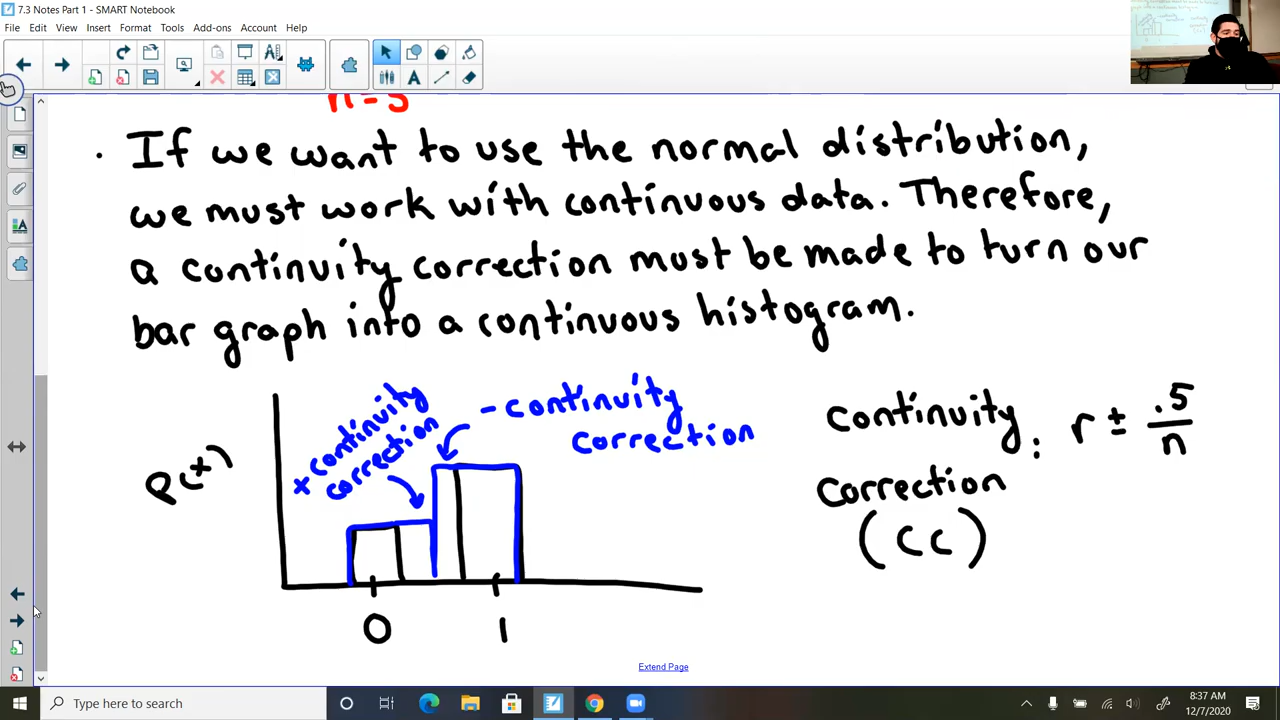 7.3 Notes Part 1 - SMART Notebook
File Edit View Insert Format Tools Add-ons Account Help
n=5
· If we want to use the normal distribution,
we must work with continuous data. Therefore,
a continuity correction must be made to turn our
bar graph into a continuous histogram.
+ continuity
correction
- continuity
correction
P(x)
0 1
Continuity
Correction
(CC)
: r ± .5/n
Extend Page
Type here to search
8:37 AM
12/7/2020